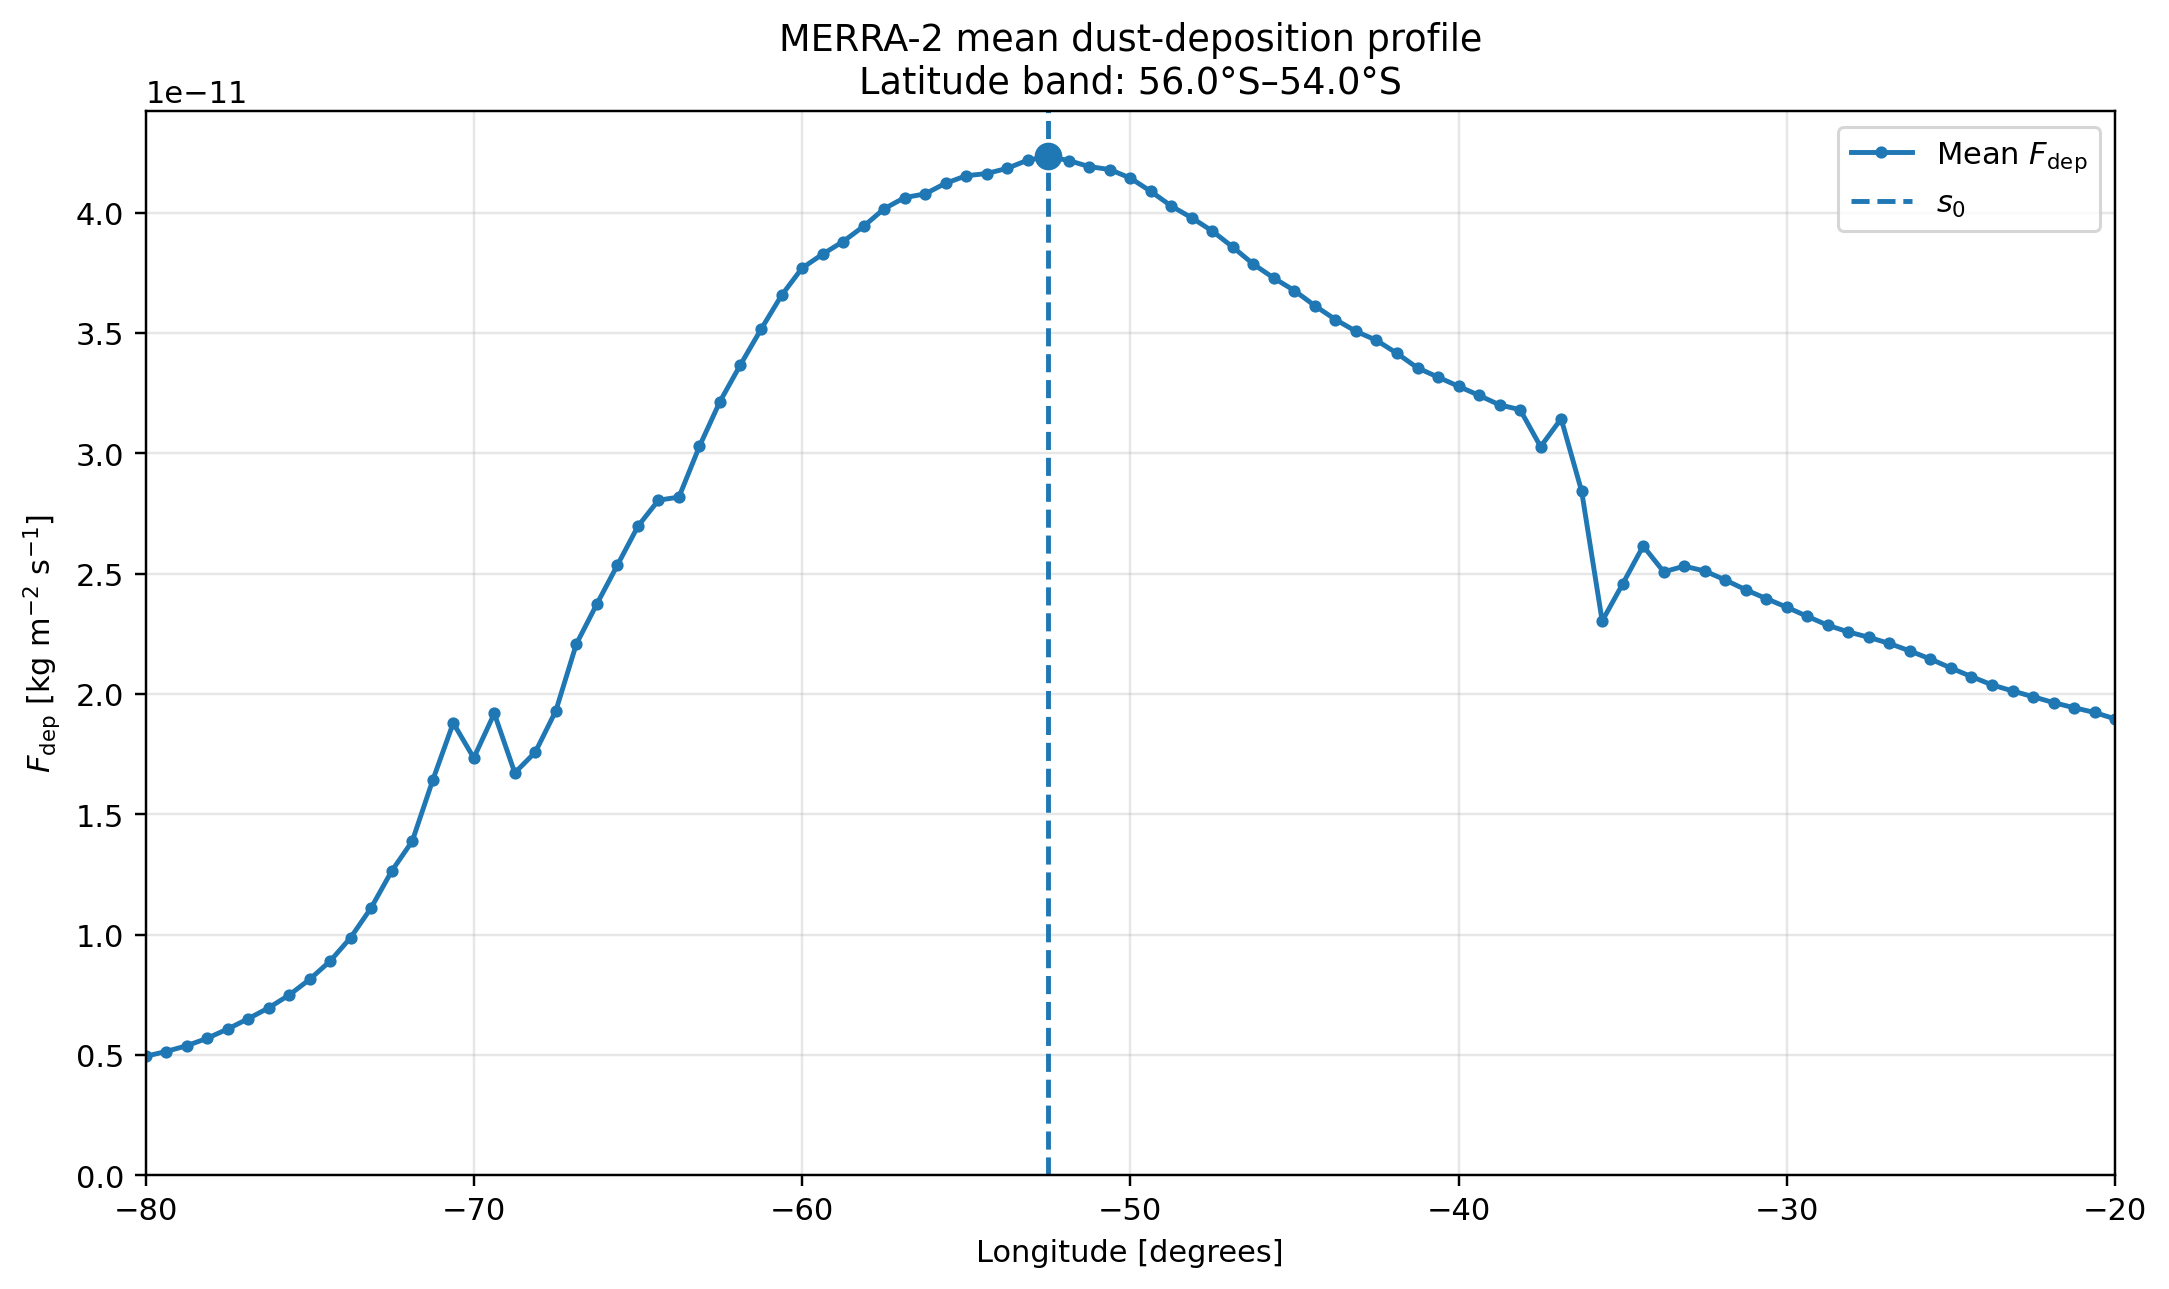 MERRA-2 mean dust-deposition profile
Latitude band: 56.0°S–54.0°S
1e−11
Mean F_dep
s_0
4.0
3.5
3.0
2.5
2.0
1.5
1.0
0.5
0.0
F_dep [kg m⁻² s⁻¹]
−80 −70 −60 −50 −40 −30 −20
Longitude [degrees]